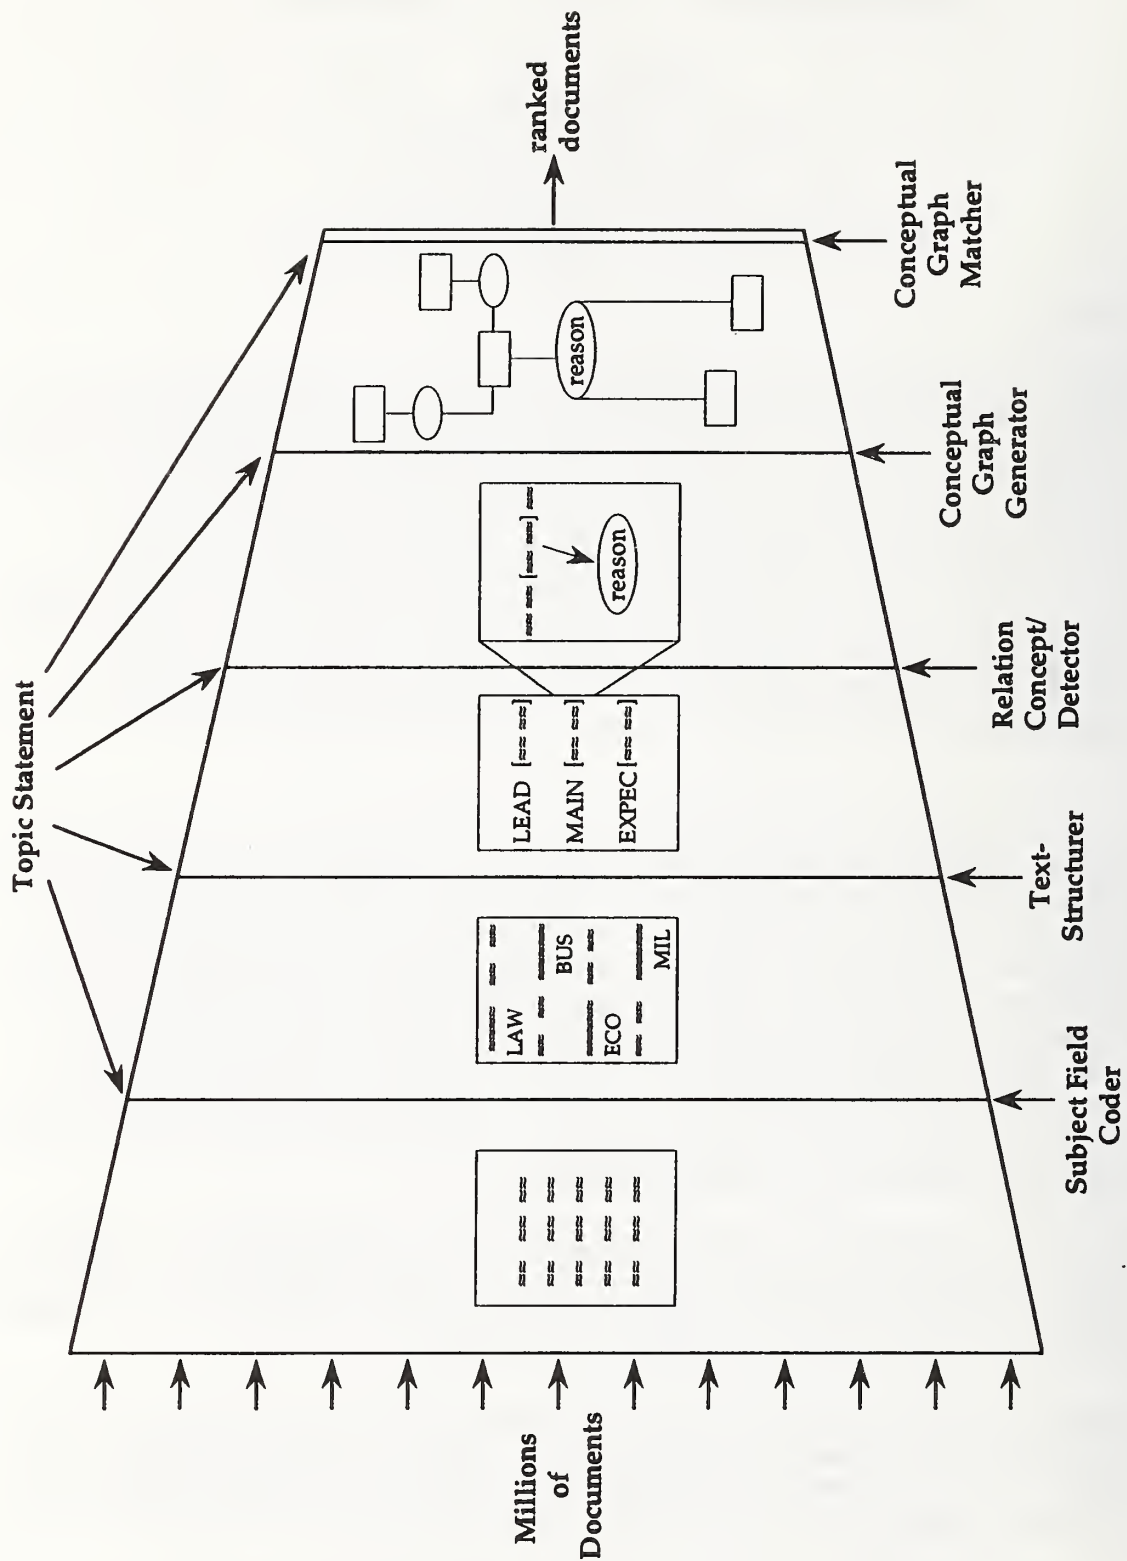 Topic Statement
Millions
of
Documents
LAW
BUS
ECO
MIL
LEAD [≈≈ ≈≈]
MAIN [≈≈ ≈≈]
EXPEC [≈≈ ≈≈]
≈≈ ≈≈ [≈≈ ≈≈] ≈≈
reason
reason
ranked
documents
Subject Field
Coder
Text-
Structurer
Relation
Concept/
Detector
Conceptual
Graph
Generator
Conceptual
Graph
Matcher